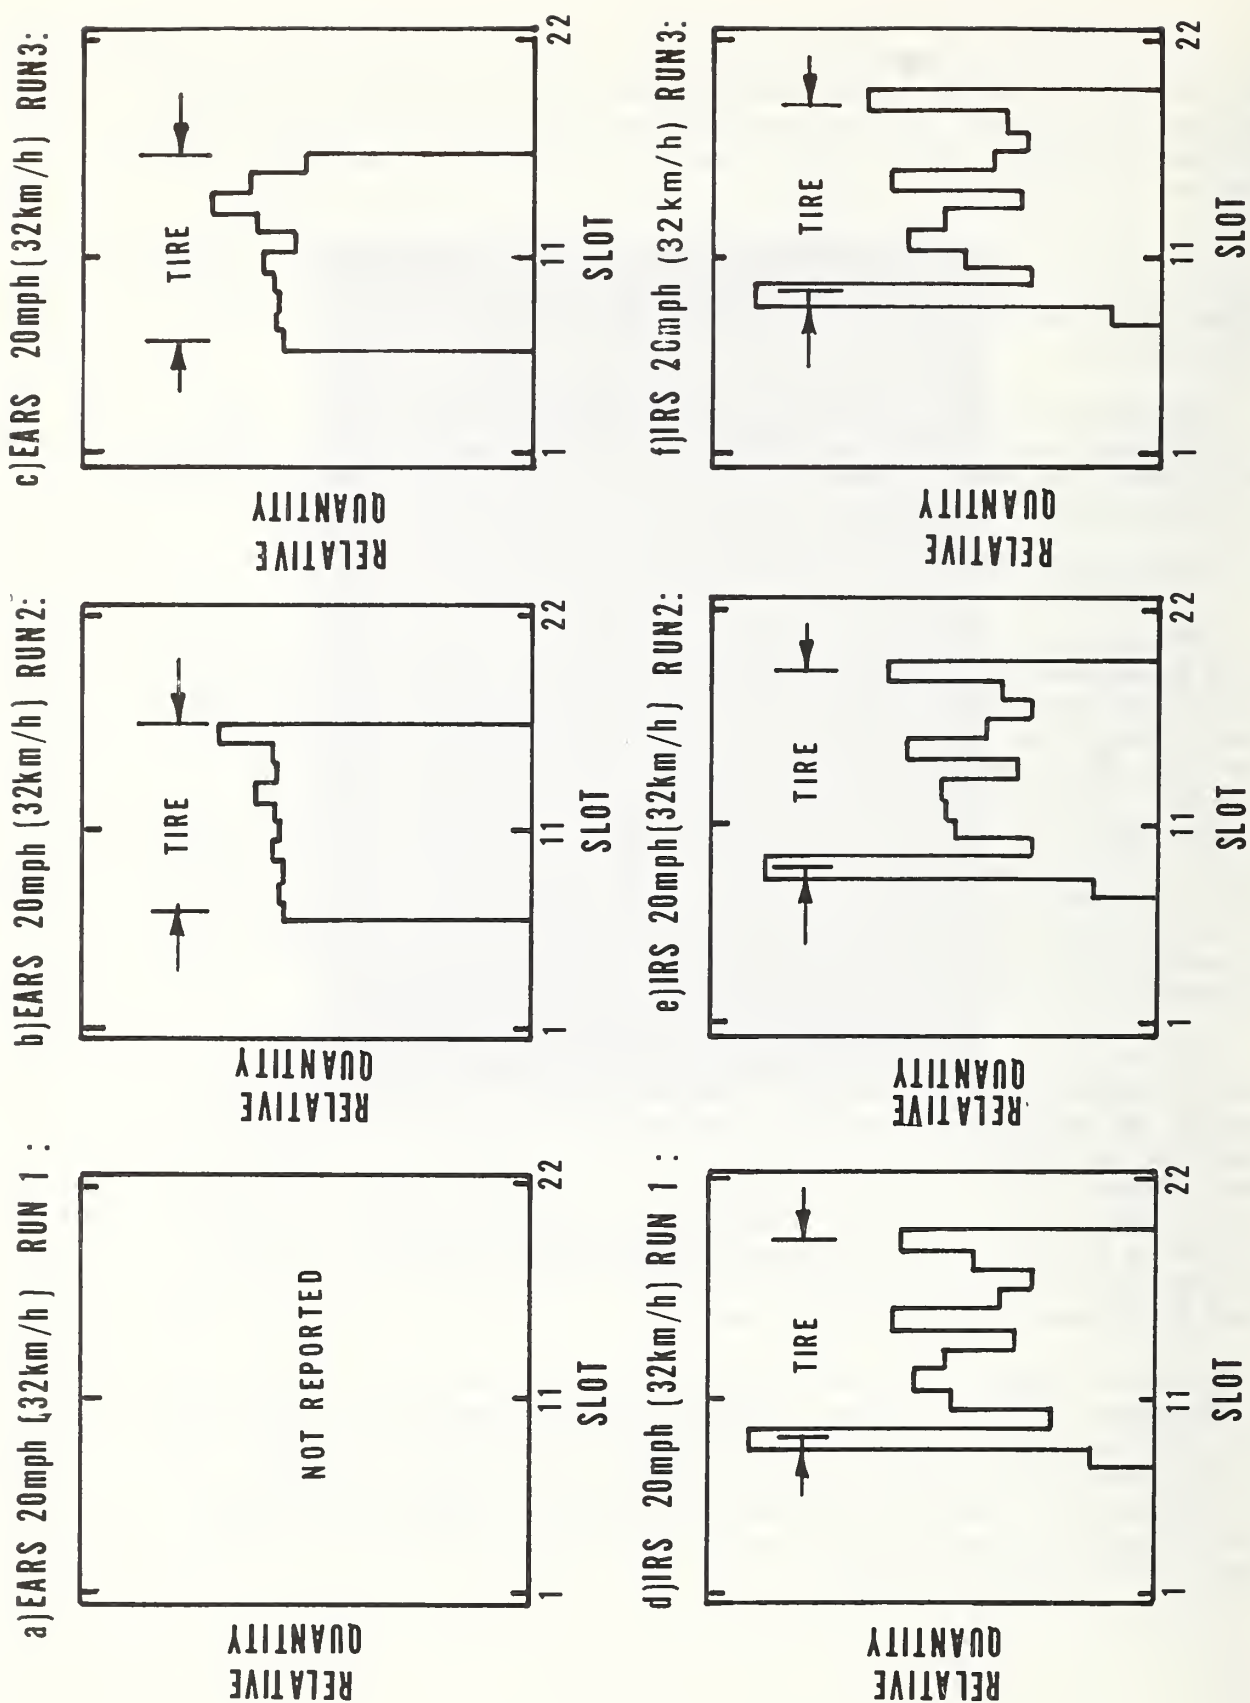 a)EARS 20mph (32km/h) RUN 1 :
RELATIVE
QUANTITY
NOT REPORTED
1
11
22
SLOT
b)EARS 20mph (32km/h) RUN2:
RELATIVE
QUANTITY
TIRE
1
11
22
SLOT
c)EARS 20mph(32km/h) RUN3:
RELATIVE
QUANTITY
TIRE
1
11
22
SLOT
d)IRS 20mph (32km/h) RUN 1 :
RELATIVE
QUANTITY
TIRE
1
11
22
SLOT
e)IRS 20mph(32km/h) RUN2:
RELATIVE
QUANTITY
TIRE
1
11
22
SLOT
f)IRS 20mph (32km/h) RUN3:
RELATIVE
QUANTITY
TIRE
1
11
22
SLOT